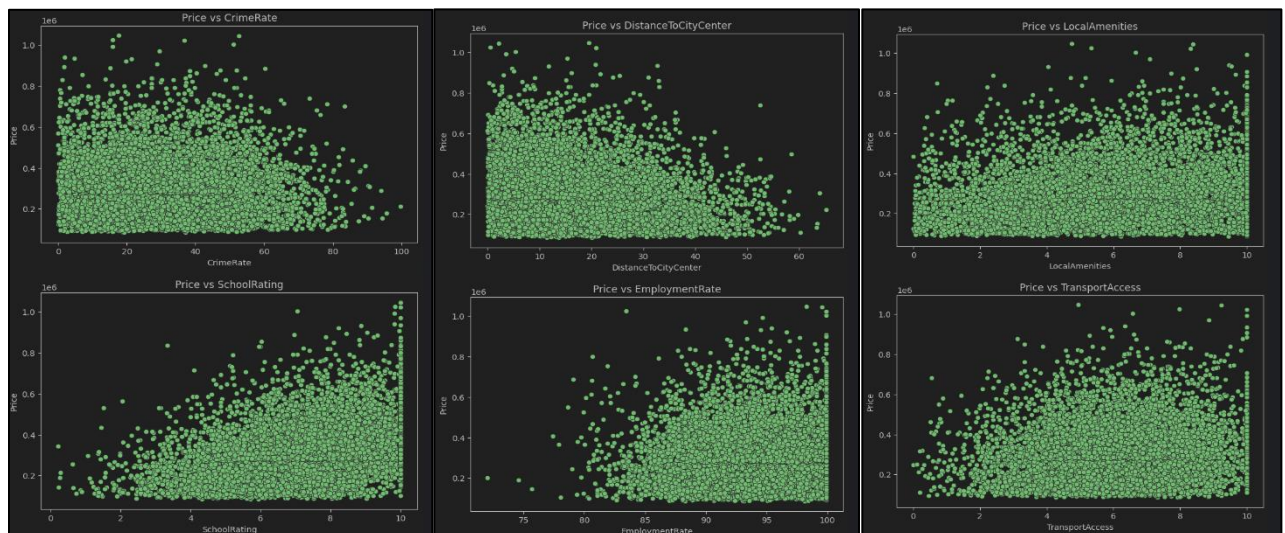 Price vs CrimeRate
1e6
1.0
0.8
0.6
0.4
0.2
Price
0 20 40 60 80 100
CrimeRate
Price vs DistanceToCityCenter
1e6
1.0
0.8
0.6
0.4
0.2
Price
0 10 20 30 40 50 60
DistanceToCityCenter
Price vs LocalAmenities
1e6
1.0
0.8
0.6
0.4
0.2
Price
0 2 4 6 8 10
LocalAmenities
Price vs SchoolRating
1e6
1.0
0.8
0.6
0.4
0.2
Price
0 2 4 6 8 10
SchoolRating
Price vs EmploymentRate
1e6
1.0
0.8
0.6
0.4
0.2
Price
75 80 85 90 95 100
EmploymentRate
Price vs TransportAccess
1e6
1.0
0.8
0.6
0.4
0.2
Price
0 2 4 6 8 10
TransportAccess